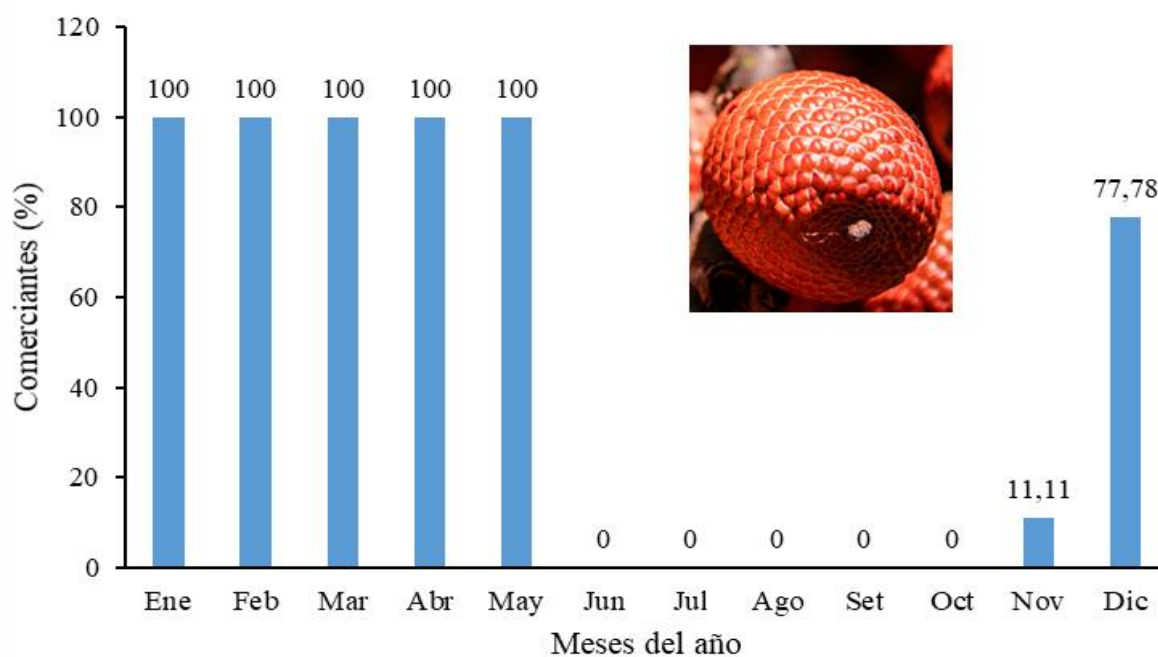 120
100
80
60
40
20
0
Comerciantes (%)
100 100 100 100 100 0 0 0 0 0 11,11 77,78
Ene Feb Mar Abr May Jun Jul Ago Set Oct Nov Dic
Meses del año